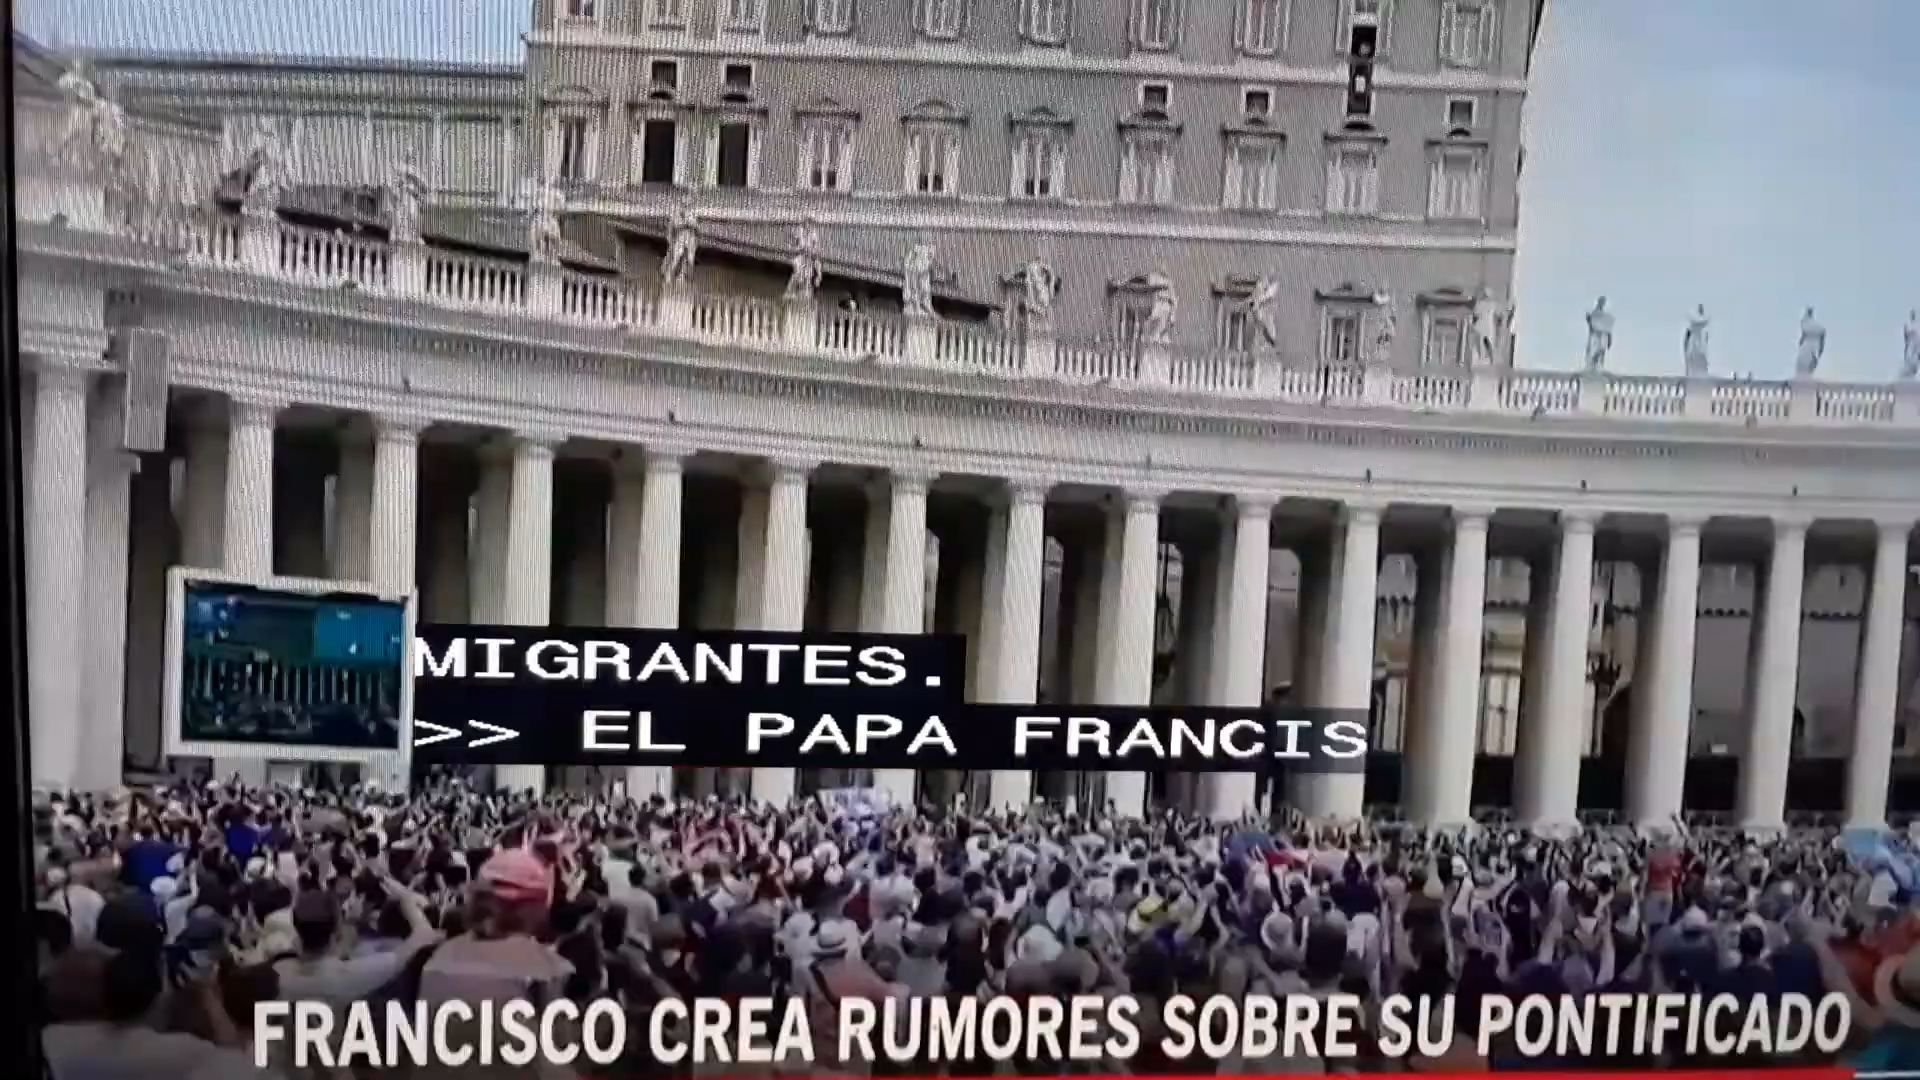 MIGRANTES.
>> EL PAPA FRANCIS
FRANCISCO CREA RUMORES SOBRE SU PONTIFICADO